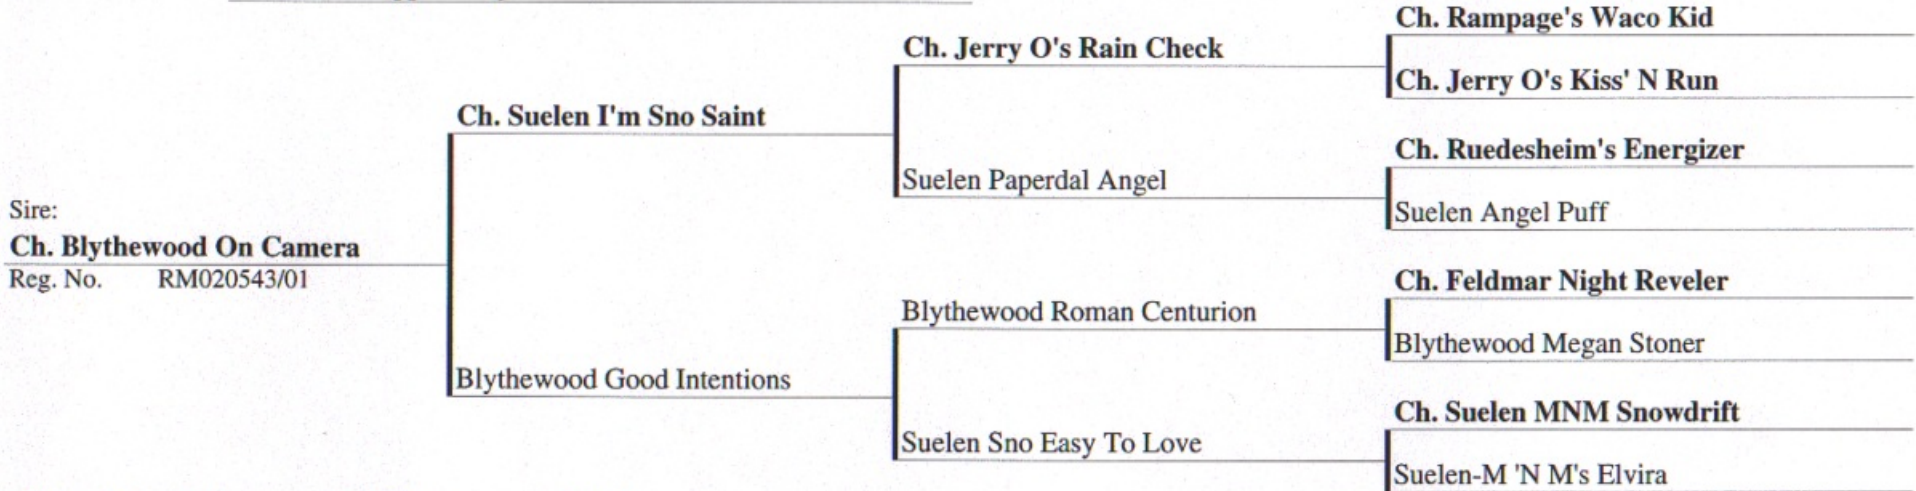 Ch. Rampage's Waco Kid
Ch. Jerry O's Rain Check
Ch. Jerry O's Kiss' N Run
Ch. Suelen I'm Sno Saint
Ch. Ruedesheim's Energizer
Suelen Paperdal Angel
Suelen Angel Puff
Sire:
Ch. Blythewood On Camera
Reg. No. RM020543/01
Ch. Feldmar Night Reveler
Blythewood Roman Centurion
Blythewood Megan Stoner
Blythewood Good Intentions
Ch. Suelen MNM Snowdrift
Suelen Sno Easy To Love
Suelen-M 'N M's Elvira